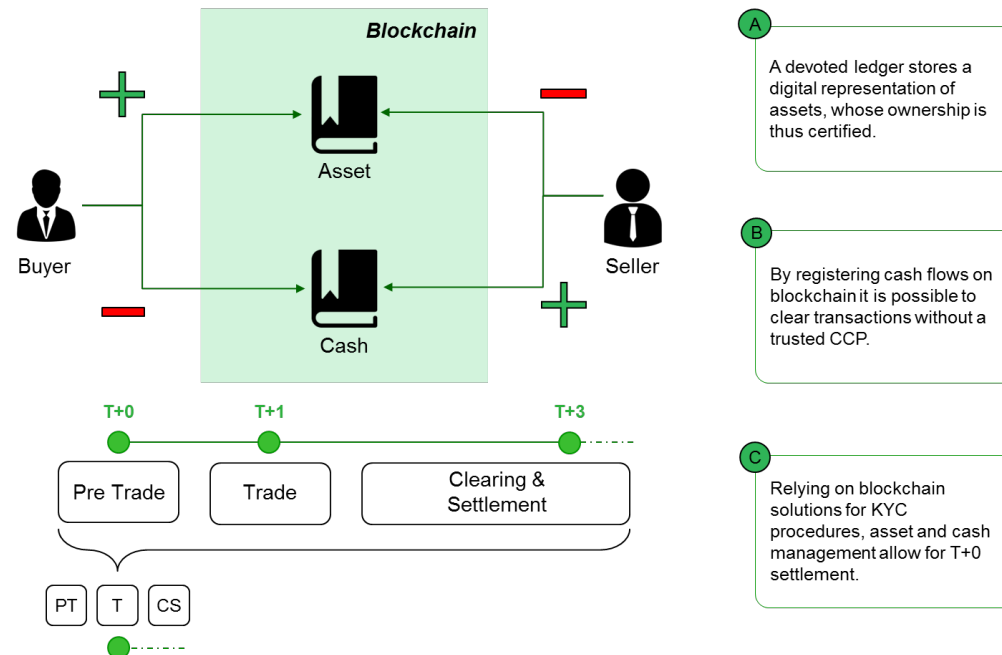 Blockchain
Asset
Buyer
Seller
Cash
T+0
T+1
T+3
Pre Trade
Trade
Clearing &
Settlement
PT
T
CS
A
A devoted ledger stores a
digital representation of
assets, whose ownership is
thus certified.
B
By registering cash flows on
blockchain it is possible to
clear transactions without a
trusted CCP.
C
Relying on blockchain
solutions for KYC
procedures, asset and cash
management allow for T+0
settlement.